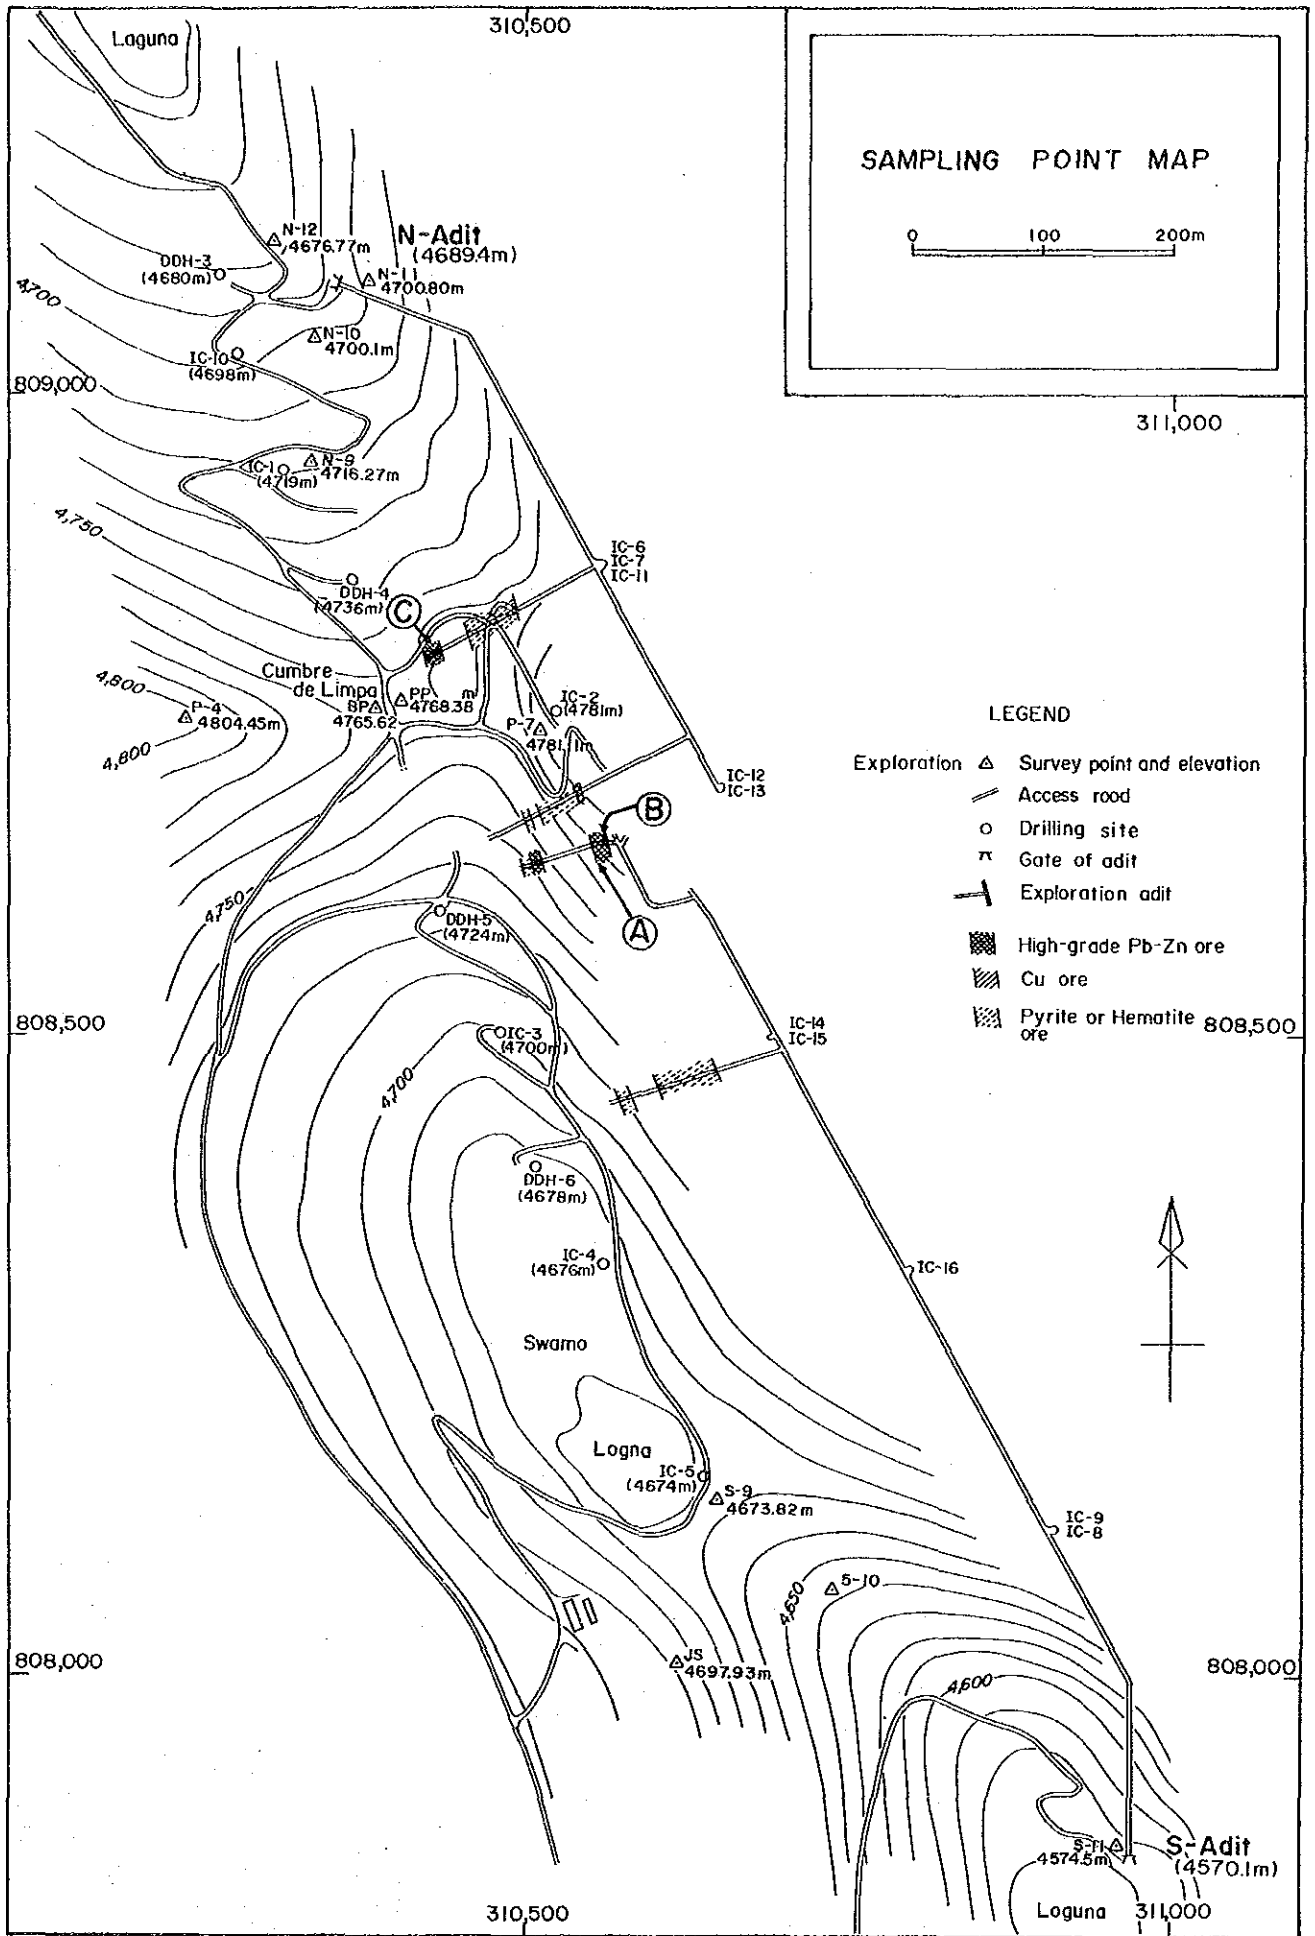 310,500
Laguna
SAMPLING POINT MAP
0 100 200m
N-12
4676.77m
N-Adit
(4689.4m)
DDH-3
(4680m)
N-11
4700.80m
4,700
N-10
4700.1m
IC-10
(4698m)
809,000
311,000
IC-1
(4719m)
N-9
4716.27m
4,750
IC-6
IC-7
IC-11
DDH-4
(4736m)
C
Cumbre
de Limpa
4,800
P-4
4804.45m
BP
4765.62
PP
4768.38
m
IC-2
(4781m)
P-7
4781.11m
4,800
IC-12
IC-13
B
A
LEGEND
Exploration
Survey point and elevation
Access rood
Drilling site
Gate of adit
Exploration adit
High-grade Pb-Zn ore
Cu ore
Pyrite or Hematite
ore
4,750
DDH-5
(4724m)
808,500
IC-14
IC-15
808,500
IC-3
(4700m)
4,700
DDH-6
(4678m)
IC-4
(4676m)
IC-16
Swamo
Logna
IC-5
(4674m)
S-9
4673.82m
IC-9
IC-8
5-10
4,650
808,000
JS
4697.93m
808,000
4,600
S-11
4574.5m
S-Adit
(4570.1m)
Laguna
310,500
311,000